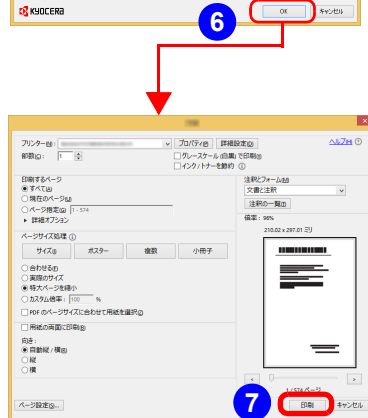 KYOCERA
6
OK
キャンセル
プリンター(N):
プロパティ(P)
詳細設定(D)
ヘルプ(H)
部数(C): 1
グレースケール (白黒) で印刷(Y)
インク / トナーを節約
印刷するページ
すべて(A)
現在のページ(U)
ページ指定(G) 1 - 574
詳細オプション
ページサイズ処理
サイズ(I)
ポスター
複数
小冊子
合わせる(F)
実際のサイズ
特大ページを縮小
カスタム倍率: 100 %
PDF のページサイズに合わせて用紙を選択(Z)
用紙の両面に印刷(B)
向き:
自動縦 / 横(R)
縦
横
注釈とフォーム(M)
文書と注釈
注釈の一覧(T)
倍率: 96%
210.02 x 297.01 ミリ
<
>
1 / 574 ページ
ページ設定(S)...
7
印刷
キャンセル